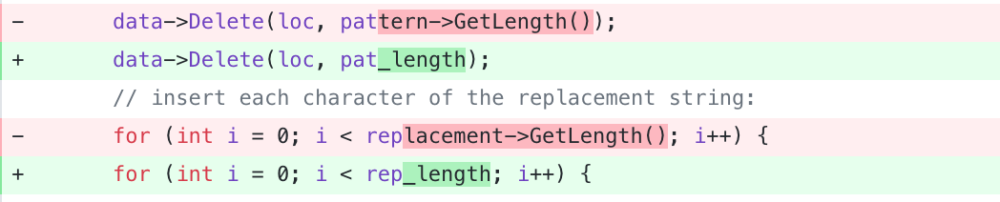 - data->Delete(loc, pattern->GetLength());
+ data->Delete(loc, pat_length);
// insert each character of the replacement string:
- for (int i = 0; i < replacement->GetLength(); i++) {
+ for (int i = 0; i < rep_length; i++) {